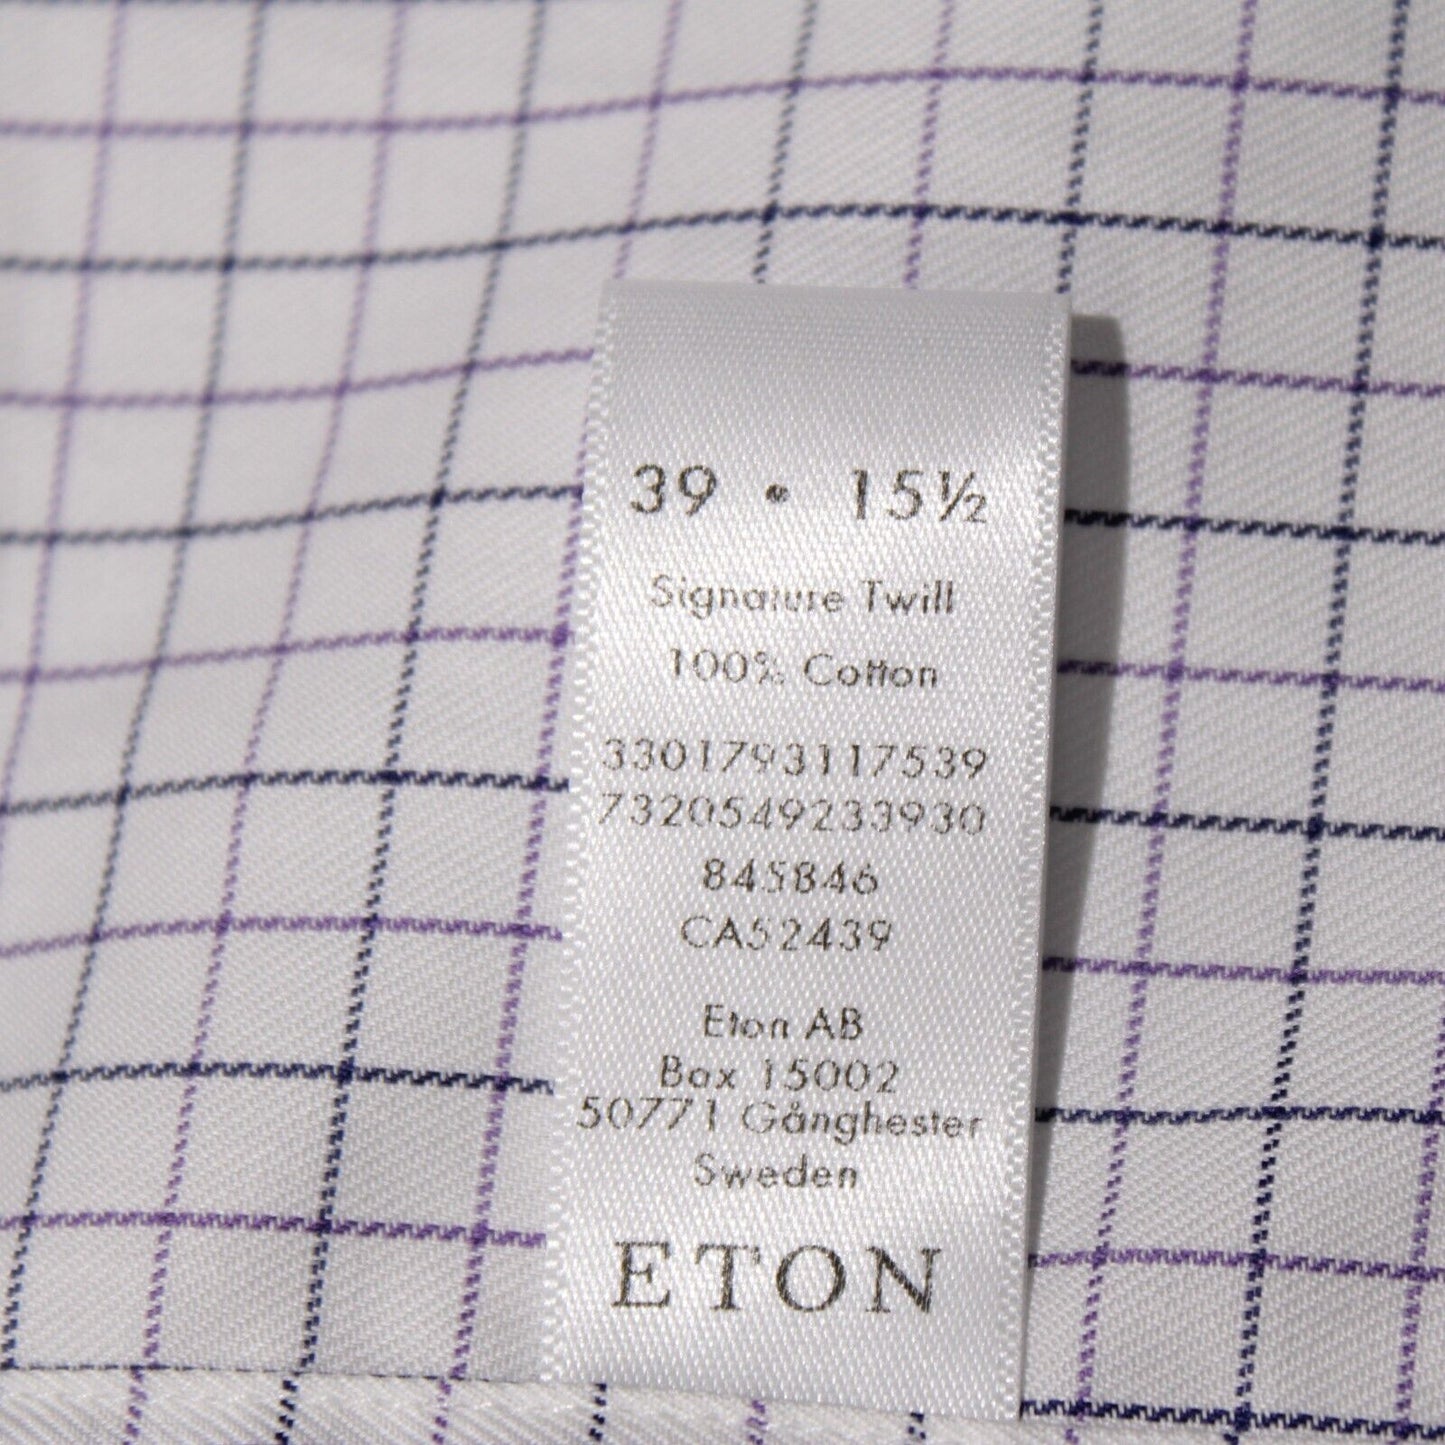 39 • 15½
Signature Twill
100% Cotton
3301793117539
7320549233930
845846
CA52439
Eton AB
Box 15002
50771 Gånghester
Sweden
ETON